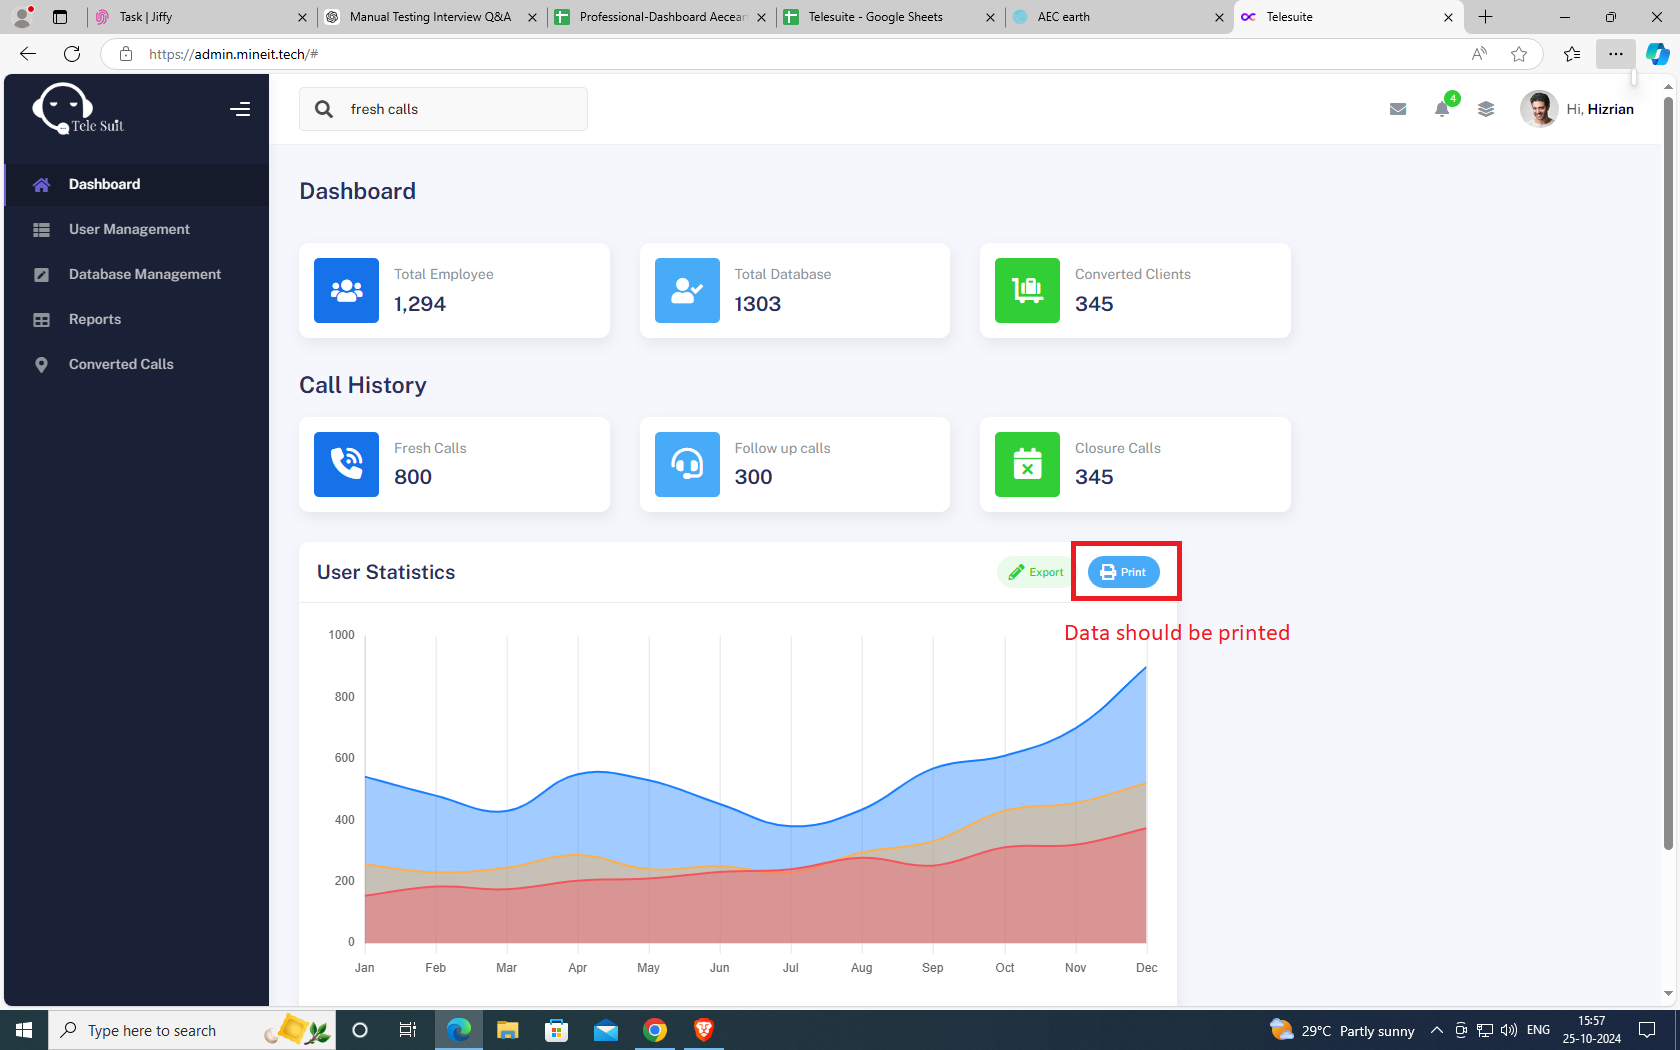 Task | Jiffy
Manual Testing Interview Q&A
Professional-Dashboard Aecear
Telesuite - Google Sheets
AEC earth
Telesuite
https://admin.mineit.tech/#
Tele Suit
fresh calls
4
Hi, Hizrian
Dashboard
User Management
Database Management
Reports
Converted Calls
Dashboard
Total Employee
1,294
Total Database
1303
Converted Clients
345
Call History
Fresh Calls
800
Follow up calls
300
Closure Calls
345
User Statistics
Export
Print
Data should be printed
1000
800
600
400
200
0
Jan Feb Mar Apr May Jun Jul Aug Sep Oct Nov Dec
Type here to search
29°C Partly sunny
ENG
15:57
25-10-2024